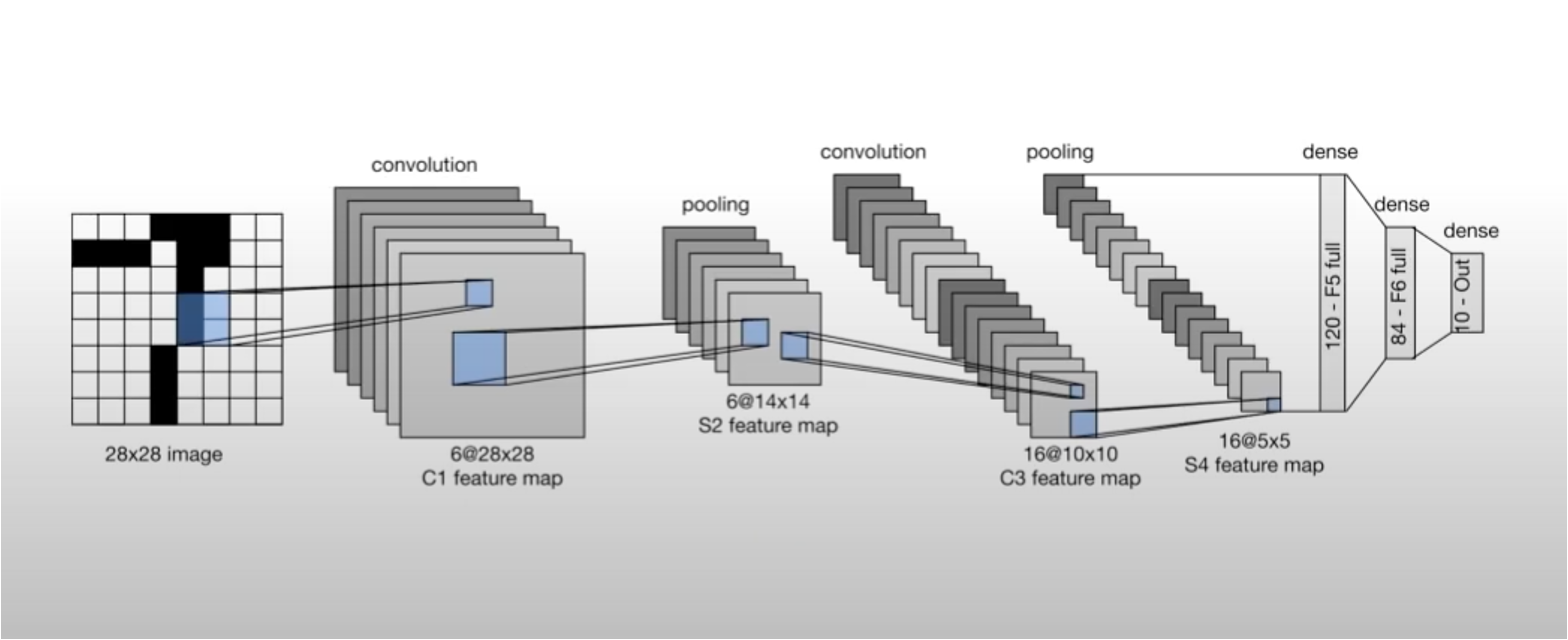 convolution
28x28 image
6@28x28
C1 feature map
pooling
6@14x14
S2 feature map
convolution
16@10x10
C3 feature map
pooling
16@5x5
S4 feature map
dense
120 - F5 full
dense
84 - F6 full
dense
10 - Out